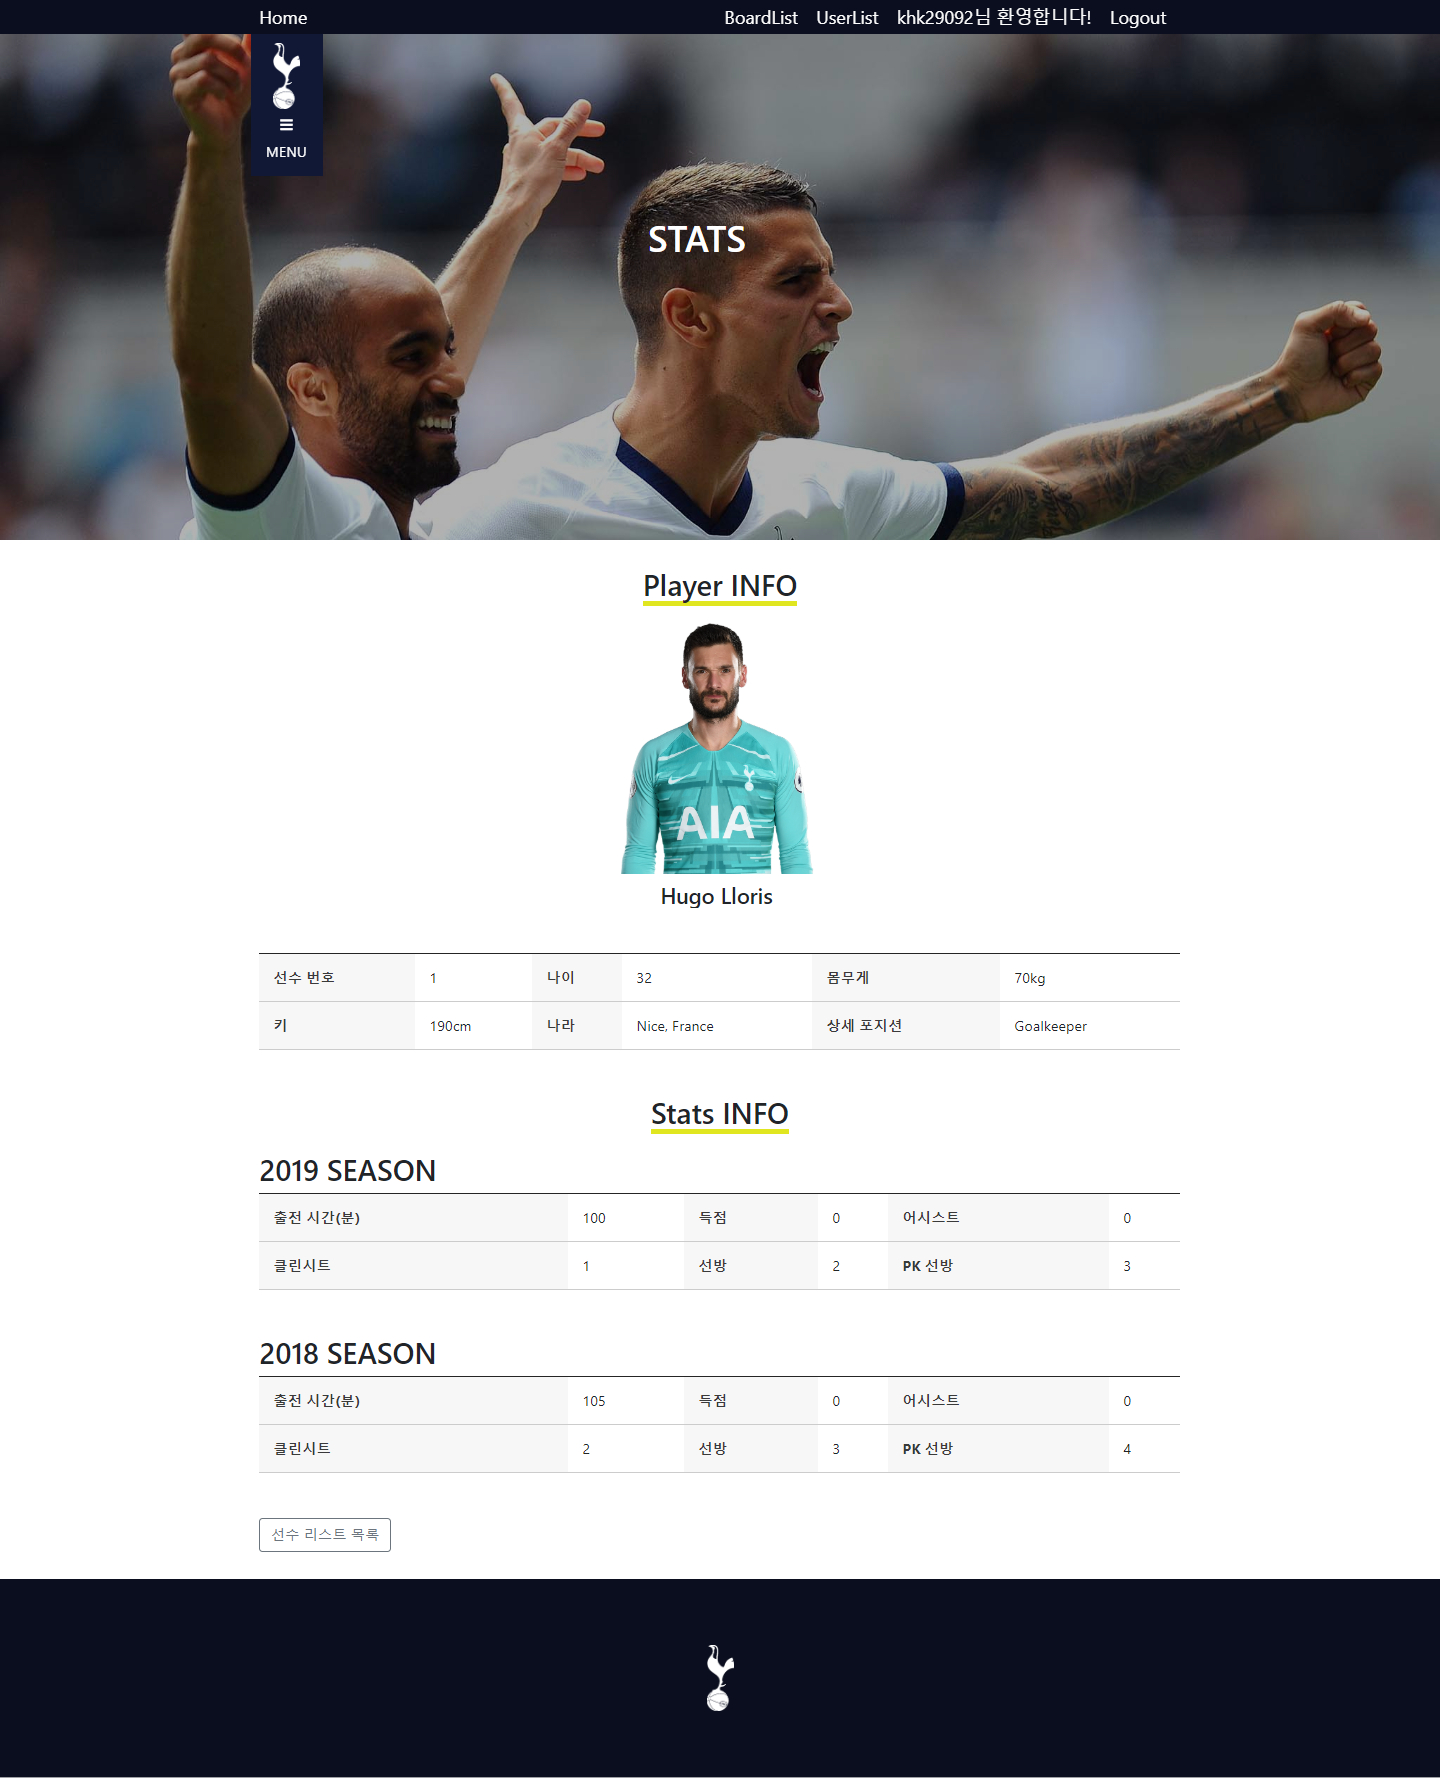 Home BoardList UserList khk29092님 환영합니다! Logout
MENU
STATS
Player INFO
AIA
Hugo Lloris
선수 번호 1 나이 32 몸무게 70kg
키 190cm 나라 Nice, France 상세 포지션 Goalkeeper
Stats INFO
2019 SEASON
출전 시간(분) 100 득점 0 어시스트 0
클린시트 1 선방 2 PK 선방 3
2018 SEASON
출전 시간(분) 105 득점 0 어시스트 0
클린시트 2 선방 3 PK 선방 4
선수 리스트 목록